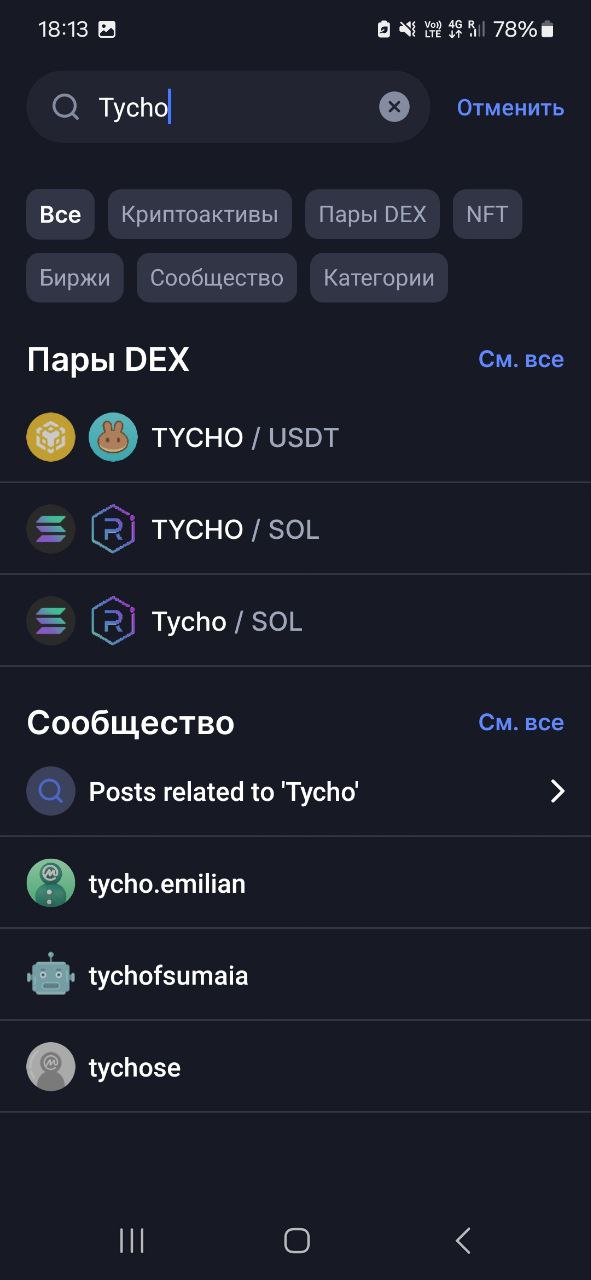 18:13 Vo)) LTE 4G R 78%
Tycho Отменить
Все Криптоактивы Пары DEX NFT
Биржи Сообщество Категории
Пары DEX См. все
TYCHO / USDT
TYCHO / SOL
Tycho / SOL
Сообщество См. все
Posts related to 'Tycho'
tycho.emilian
tychofsumaia
tychose